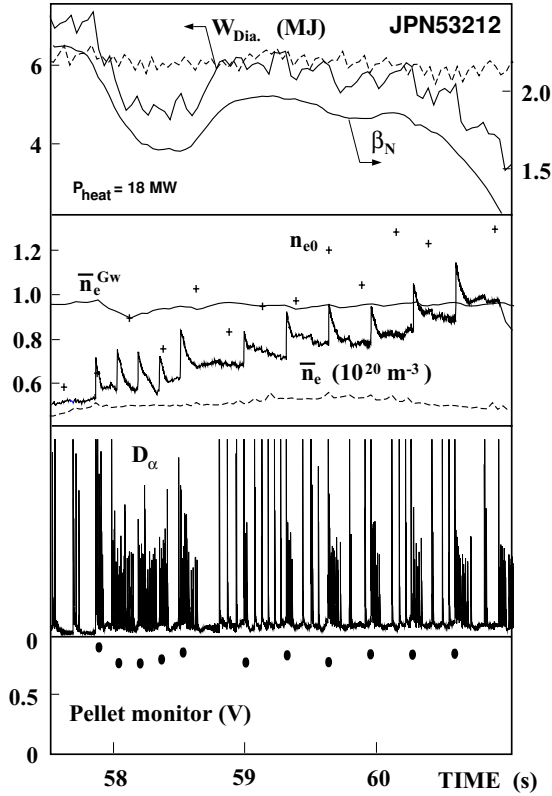 W_Dia. (MJ) JPN53212
6
4
2.0
1.5
β_N
P_heat = 18 MW
1.2
1.0
0.8
0.6
n̅_e^Gw
n_e0
n̅_e (10^20 m^-3)
D_α
0
0.5
0
Pellet monitor (V)
58 59 60 TIME (s)